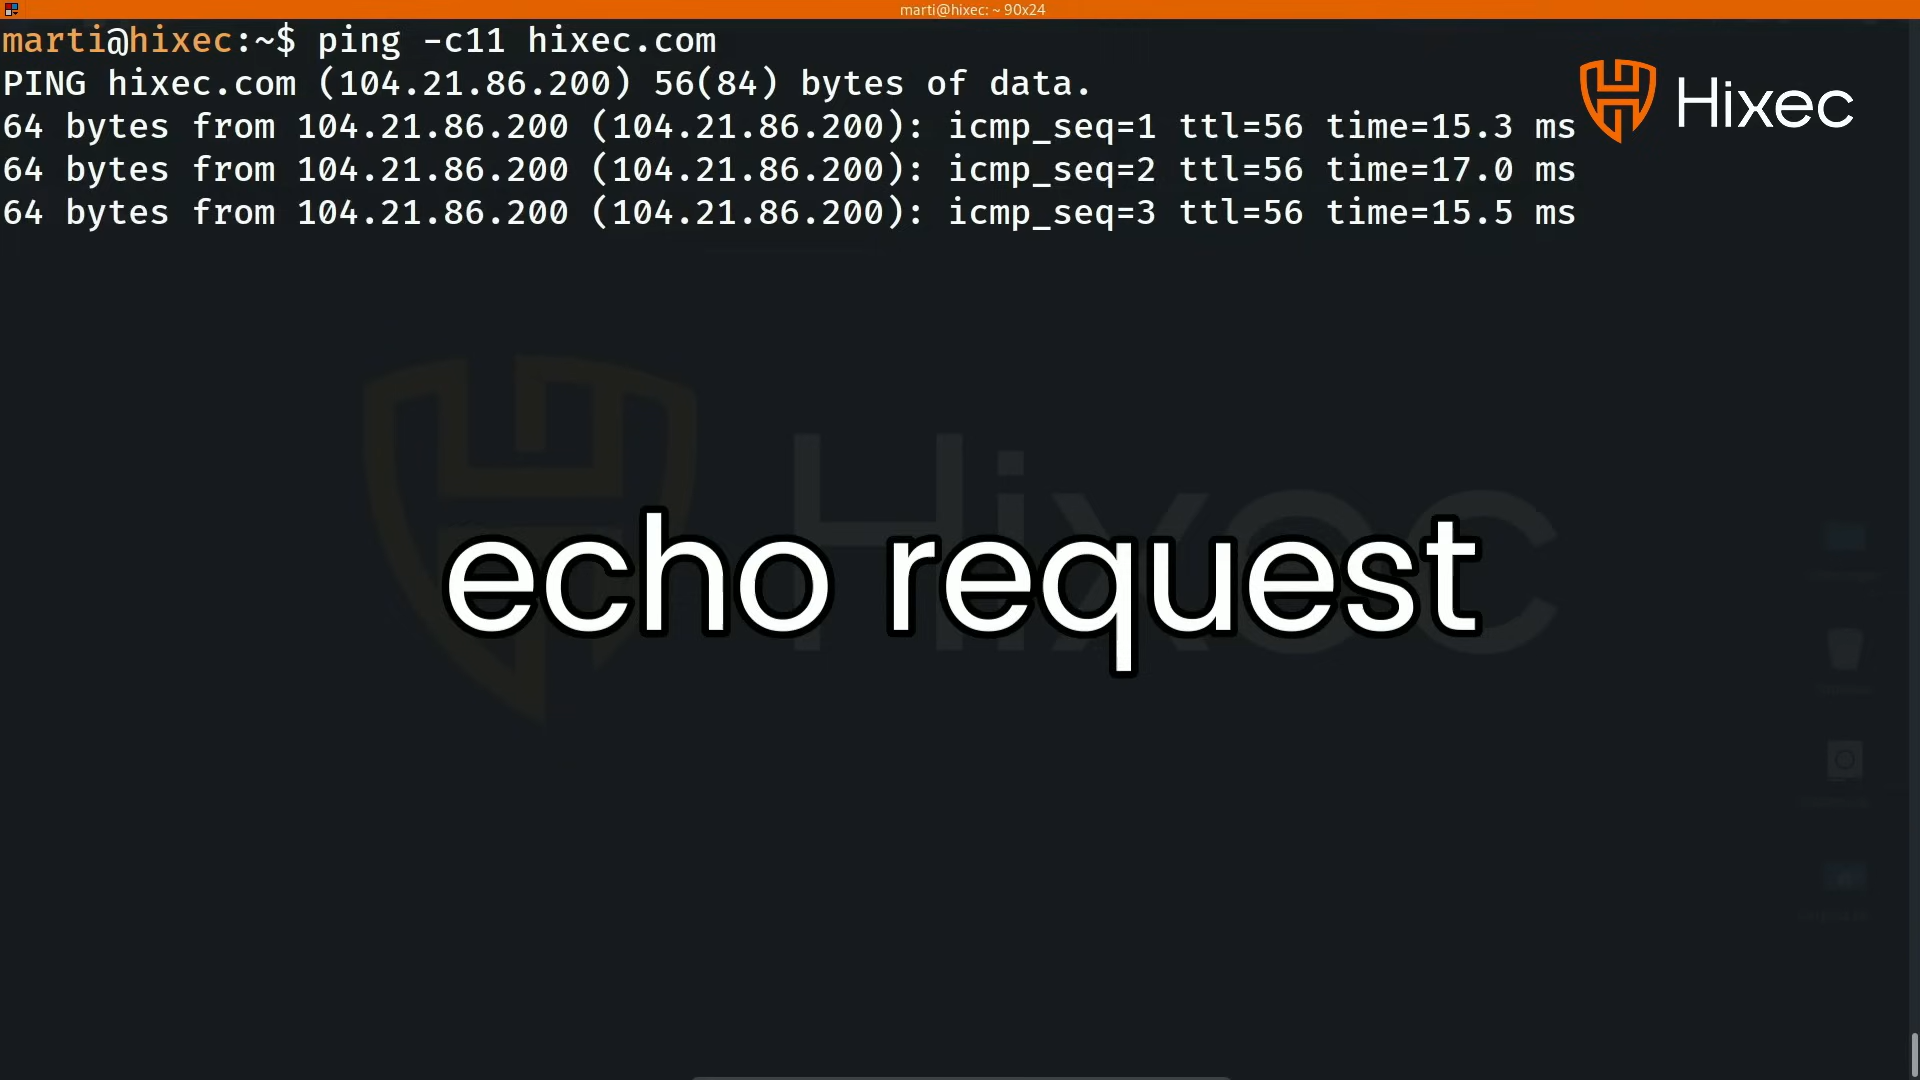 marti@hixec: ~ 90x24
marti@hixec:~$ ping -c11 hixec.com
PING hixec.com (104.21.86.200) 56(84) bytes of data.
64 bytes from 104.21.86.200 (104.21.86.200): icmp_seq=1 ttl=56 time=15.3 ms
64 bytes from 104.21.86.200 (104.21.86.200): icmp_seq=2 ttl=56 time=17.0 ms
64 bytes from 104.21.86.200 (104.21.86.200): icmp_seq=3 ttl=56 time=15.5 ms
Hixec
Hixec
echo request